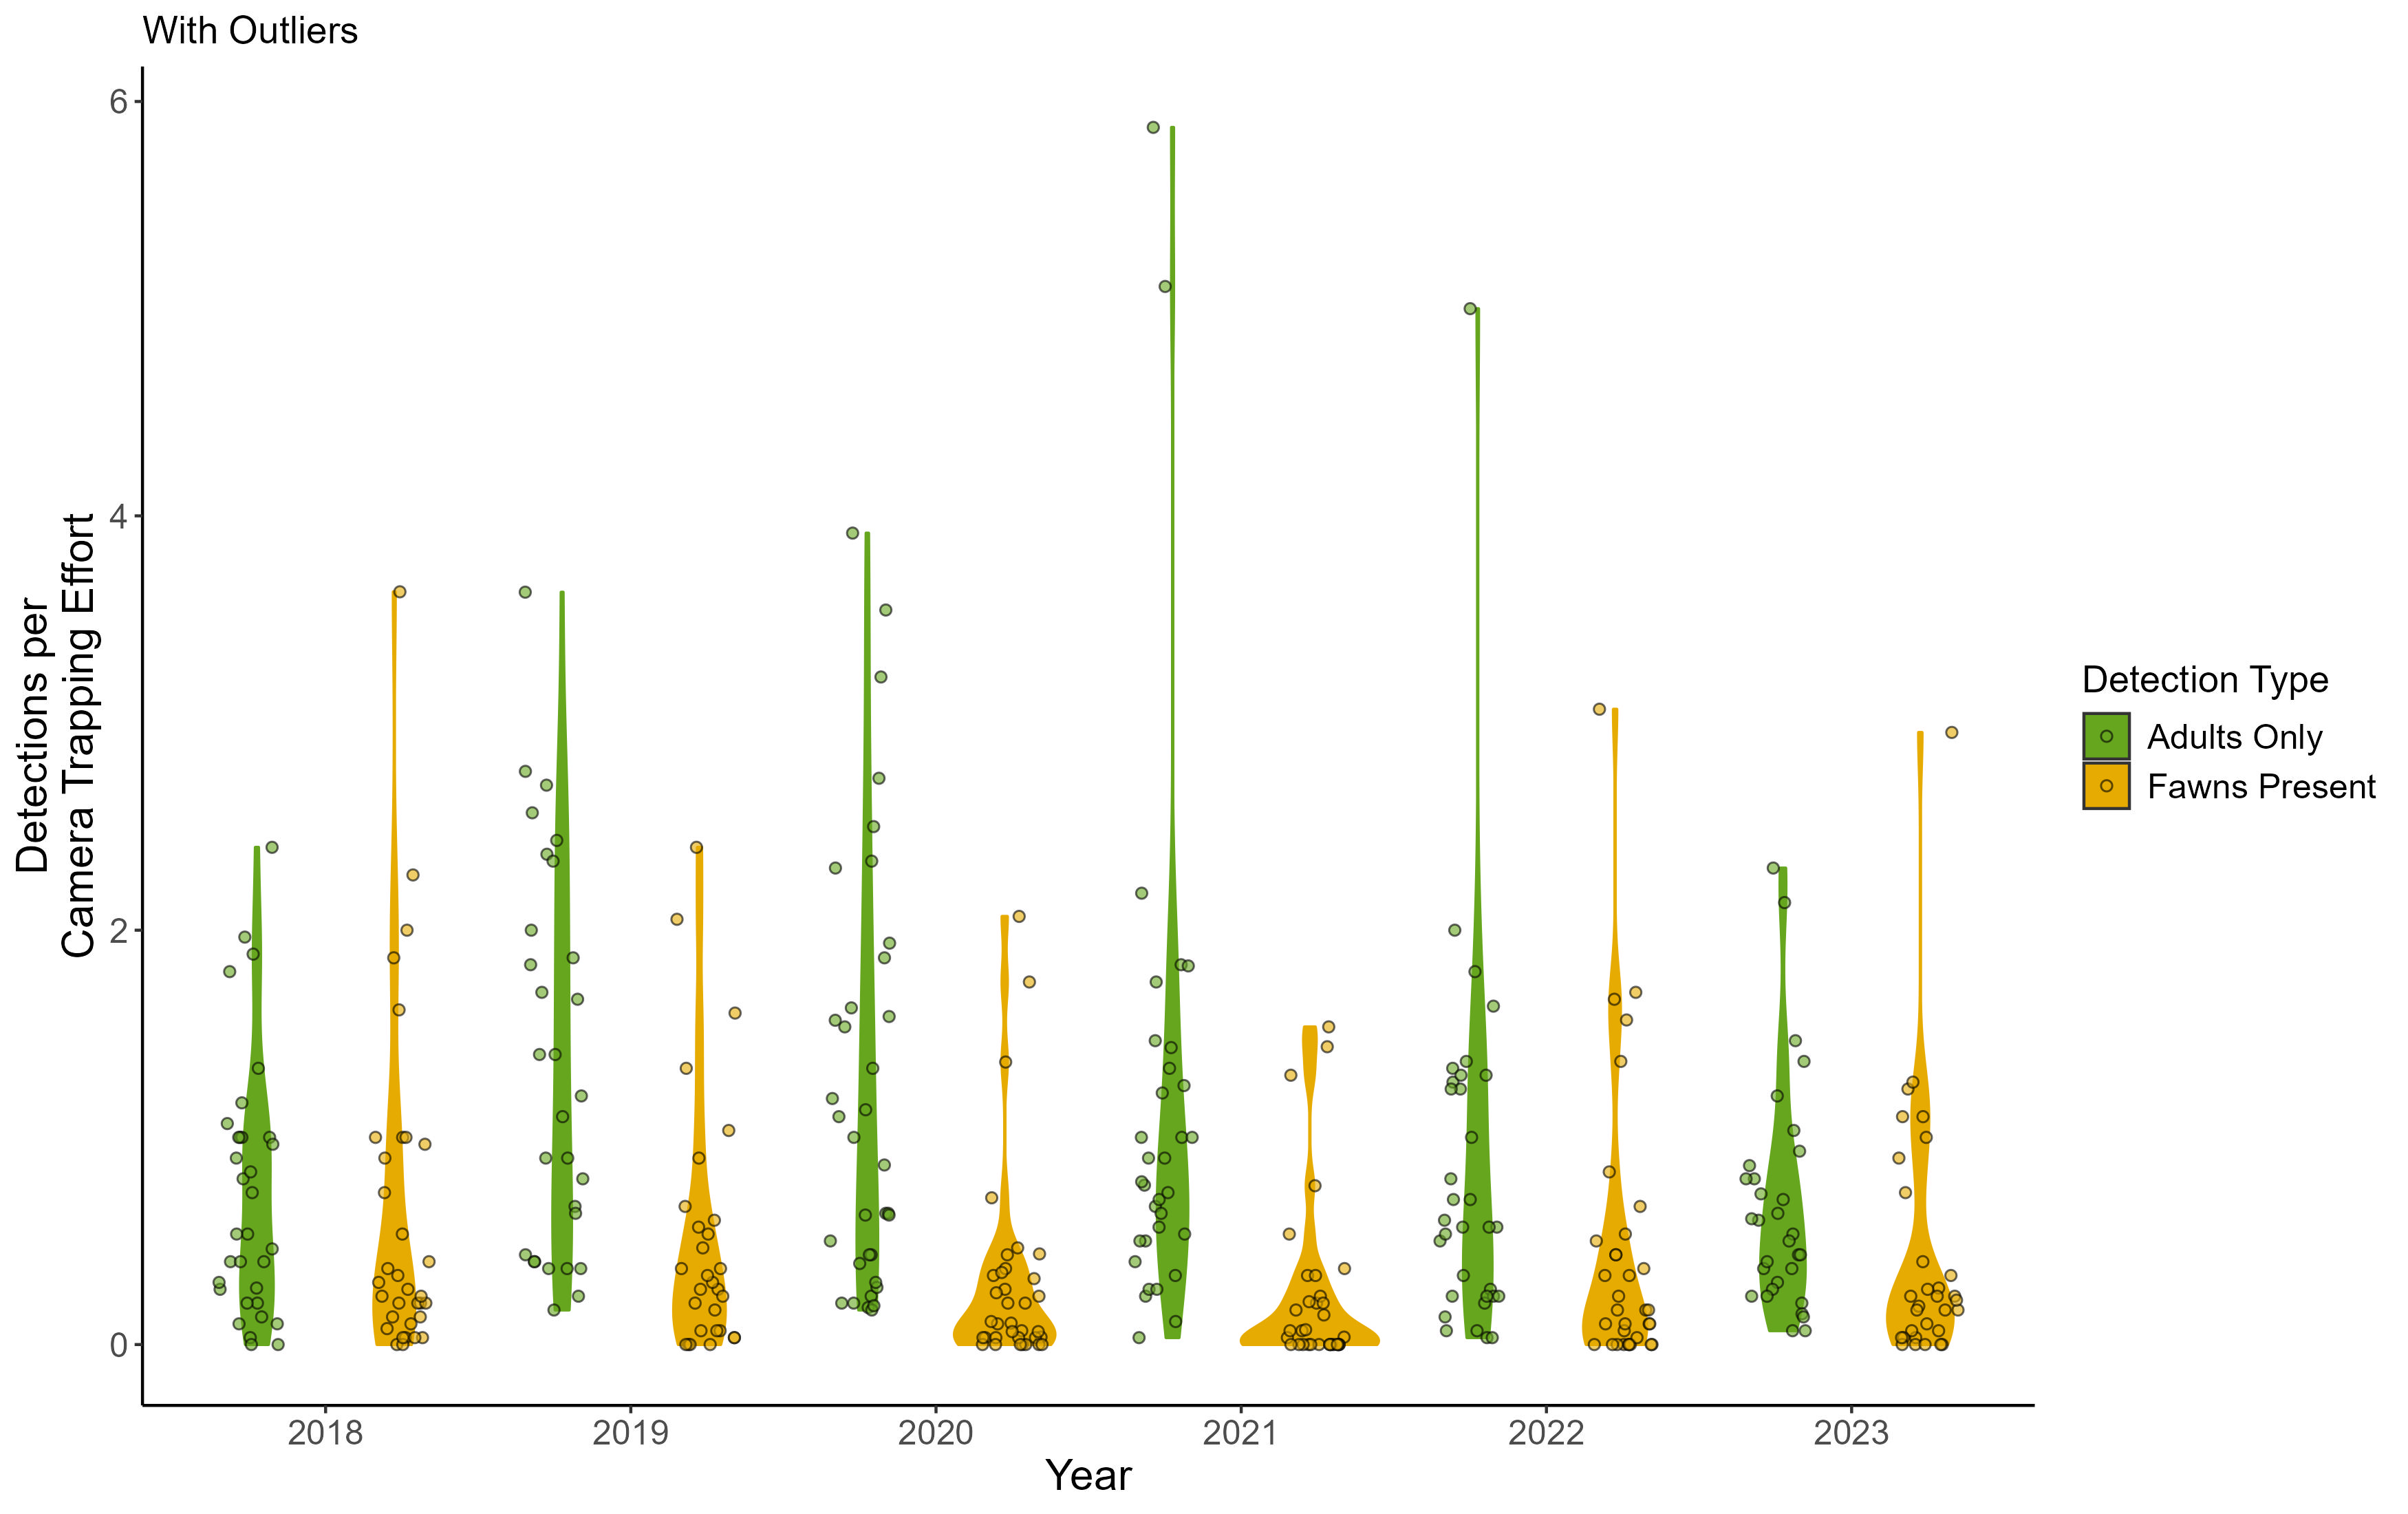 With Outliers
6
4
2
0
Detections per
Camera Trapping Effort
2018
2019
2020
2021
2022
2023
Year
Detection Type
Adults Only
Fawns Present